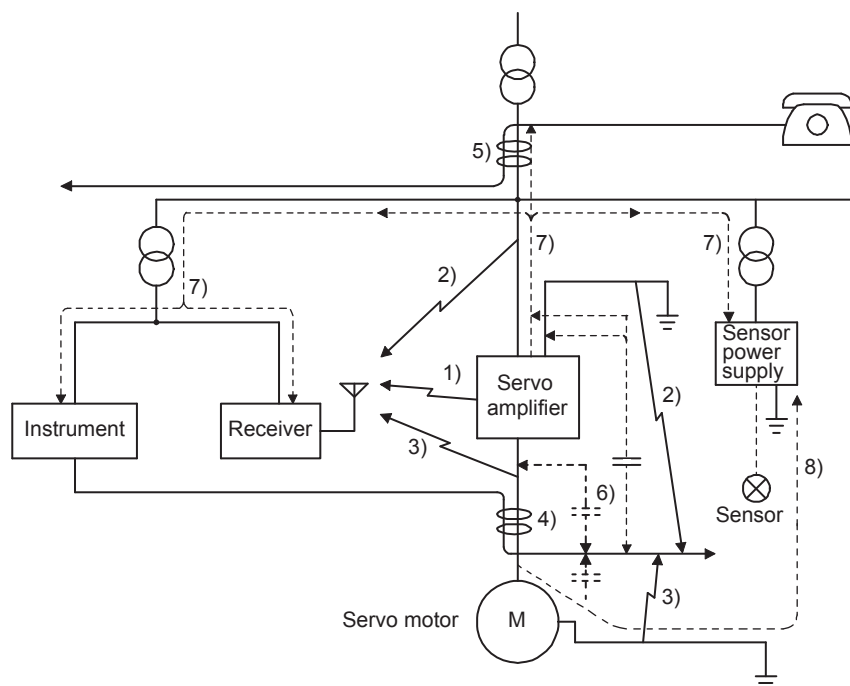 5)
7)
7)
7)
2)
Sensor
power
supply
1)
Servo
amplifier
2)
Instrument
Receiver
3)
6)
8)
4)
Sensor
3)
Servo motor
M